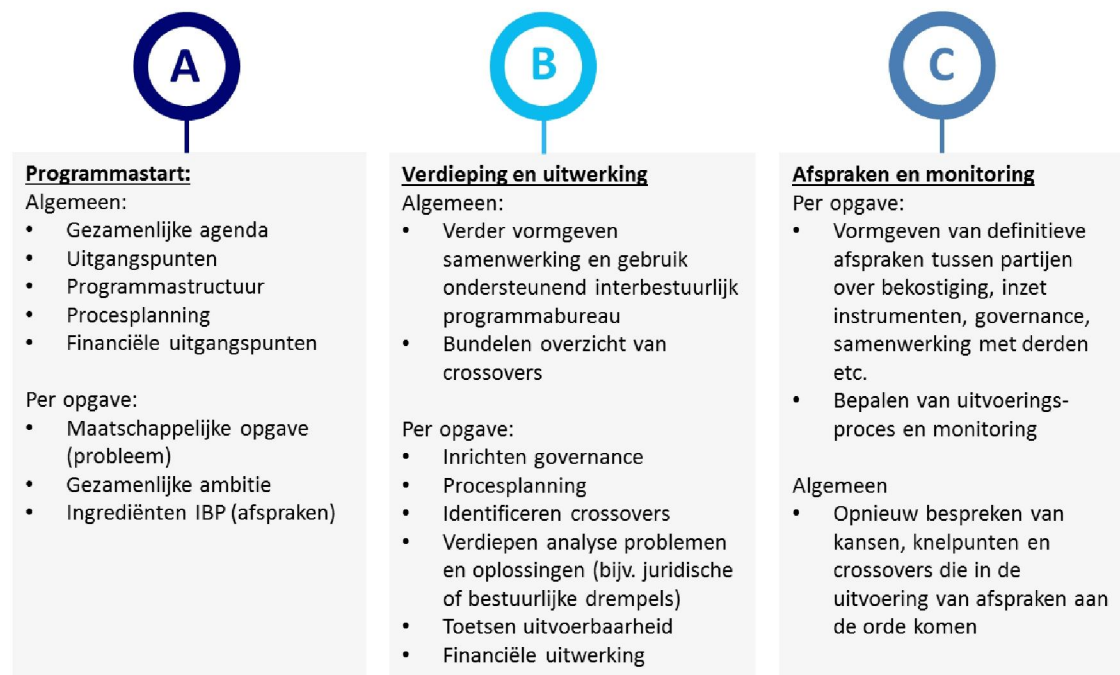 A
Programmastart:
Algemeen:
• Gezamenlijke agenda
• Uitgangspunten
• Programmastructuur
• Procesplanning
• Financiële uitgangspunten
Per opgave:
• Maatschappelijke opgave
(probleem)
• Gezamenlijke ambitie
• Ingrediënten IBP (afspraken)
B
Verdieping en uitwerking
Algemeen:
• Verder vormgeven
samenwerking en gebruik
ondersteunend interbestuurlijk
programmabureau
• Bundelen overzicht van
crossovers
Per opgave:
• Inrichten governance
• Procesplanning
• Identificeren crossovers
• Verdiepen analyse problemen
en oplossingen (bijv. juridische
of bestuurlijke drempels)
• Toetsen uitvoerbaarheid
• Financiële uitwerking
C
Afspraken en monitoring
Per opgave:
• Vormgeven van definitieve
afspraken tussen partijen
over bekostiging, inzet
instrumenten, governance,
samenwerking met derden
etc.
• Bepalen van uitvoerings-
proces en monitoring
Algemeen
• Opnieuw bespreken van
kansen, knelpunten en
crossovers die in de
uitvoering van afspraken aan
de orde komen